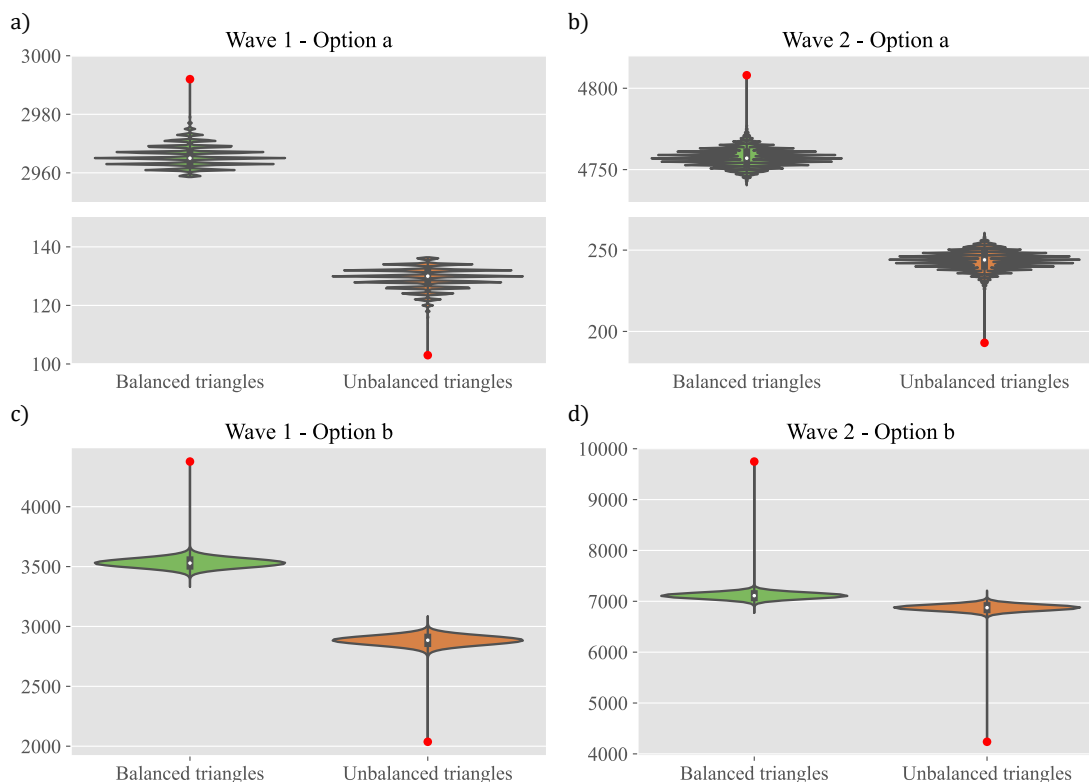 a)
Wave 1 - Option a
3000
2980
2960
140
120
100
Balanced triangles
Unbalanced triangles
b)
Wave 2 - Option a
4800
4750
250
200
Balanced triangles
Unbalanced triangles
c)
Wave 1 - Option b
4000
3500
3000
2500
2000
Balanced triangles
Unbalanced triangles
d)
Wave 2 - Option b
10000
9000
8000
7000
6000
5000
4000
Balanced triangles
Unbalanced triangles